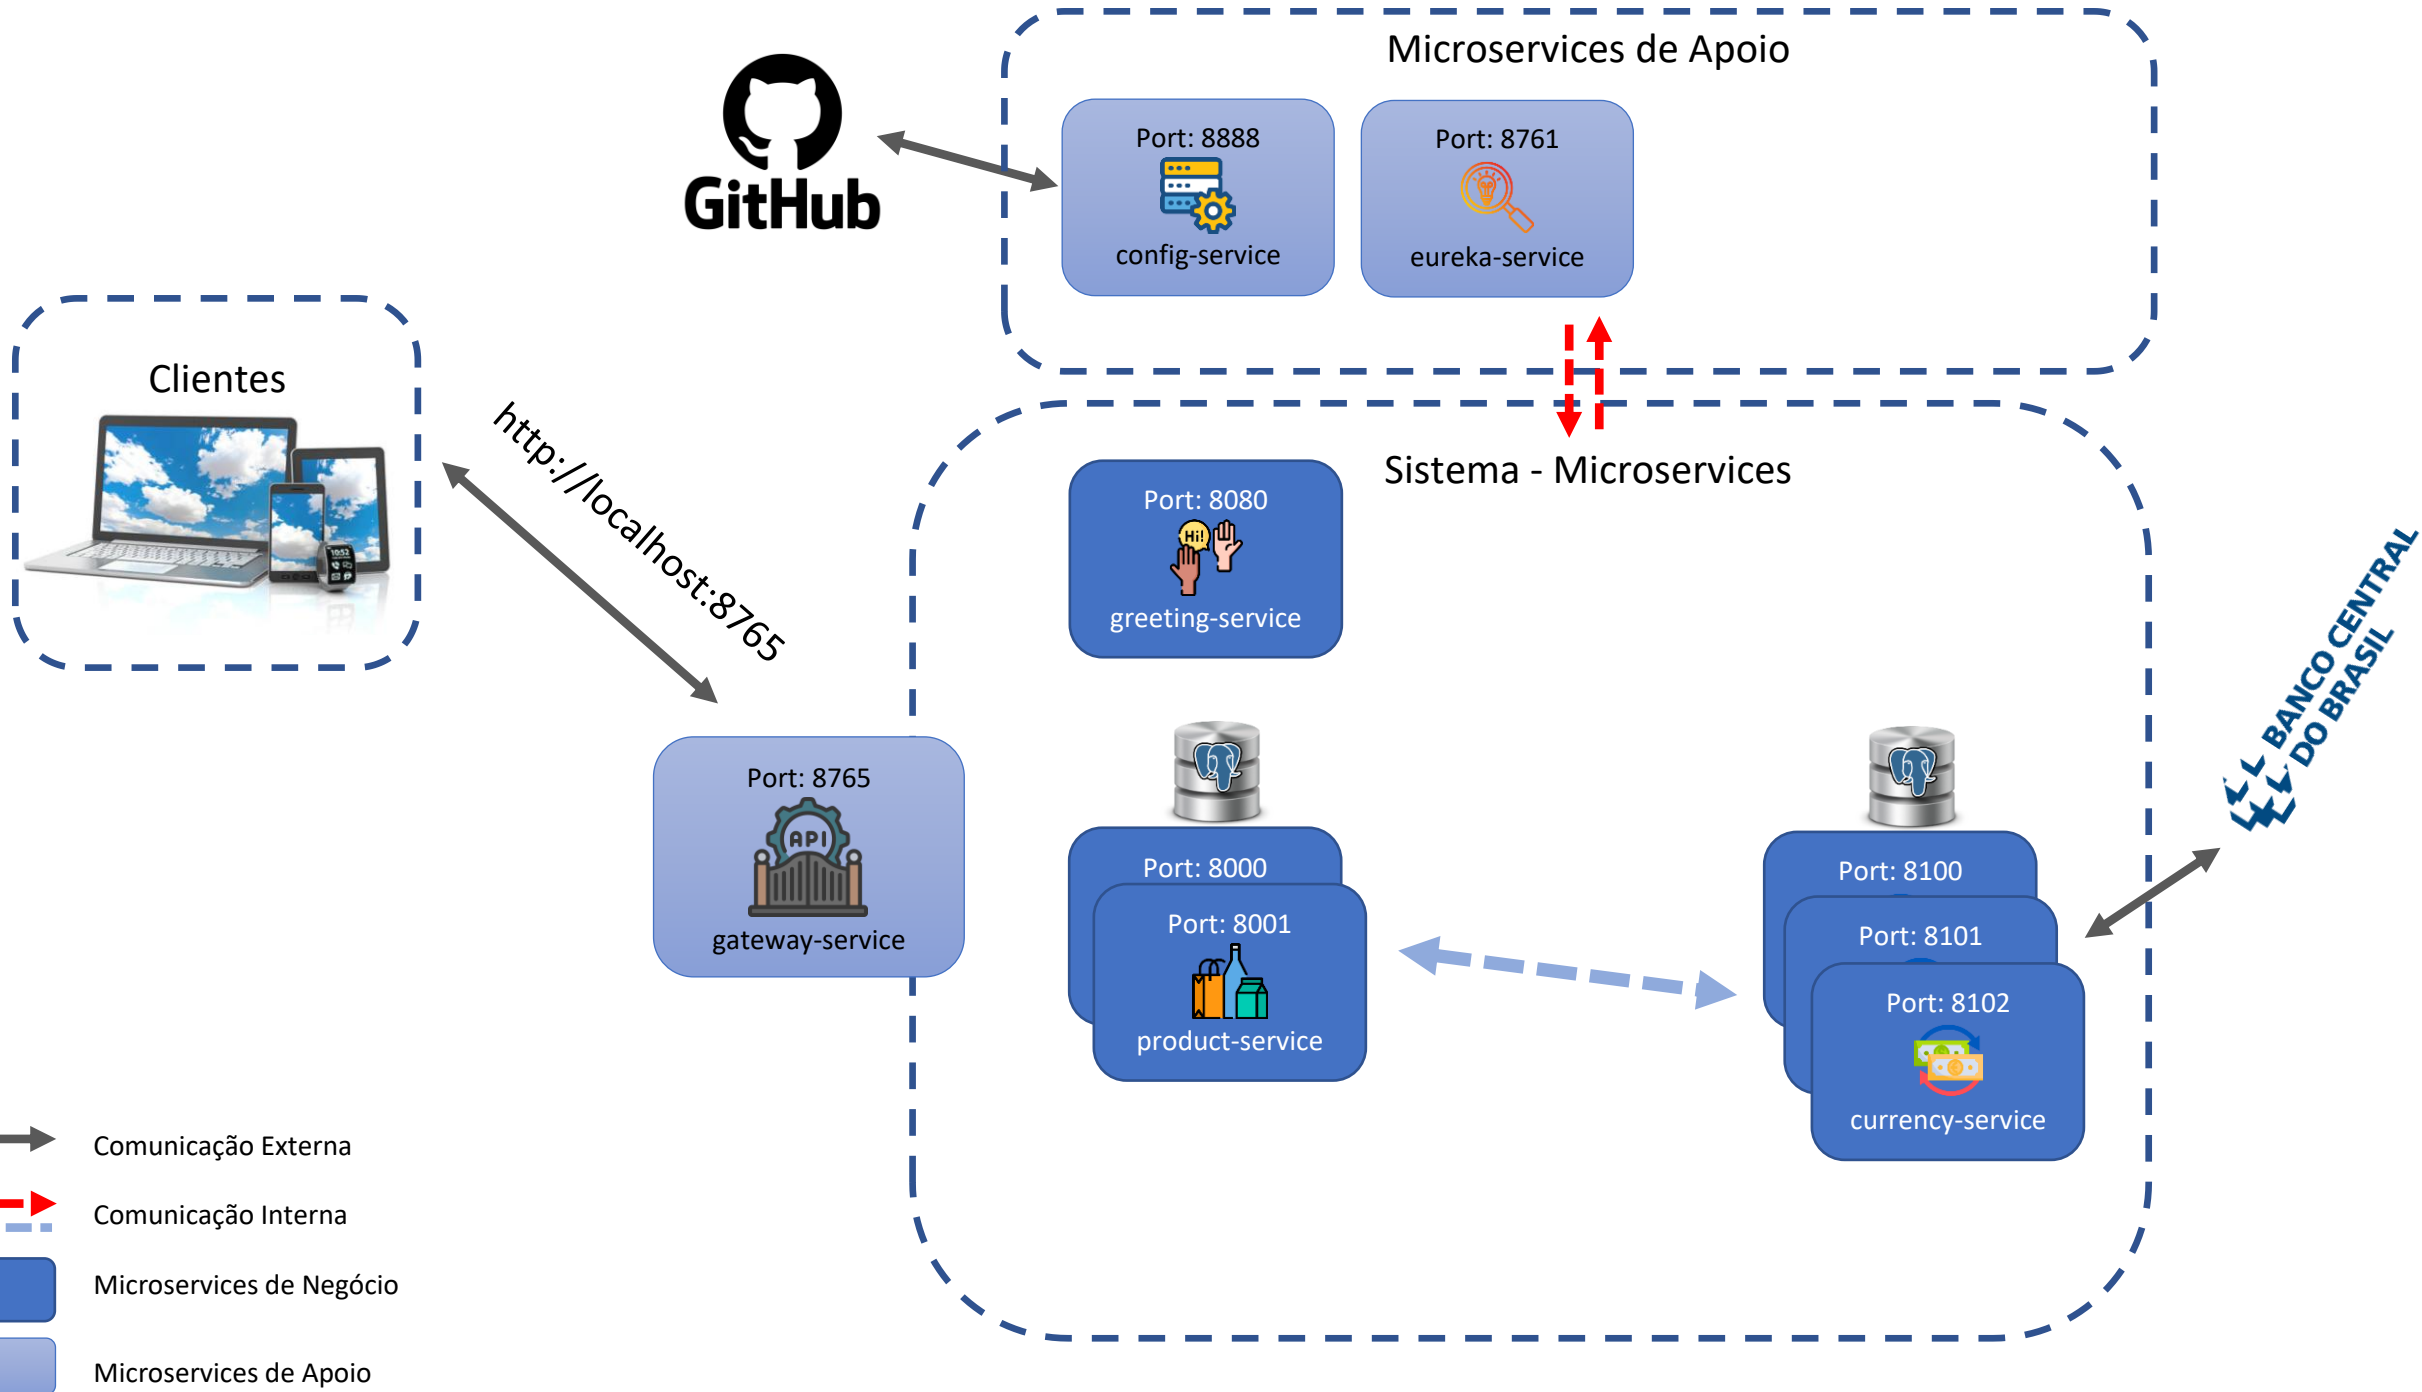 Microservices de Apoio
GitHub
Port: 8888
config-service
Port: 8761
eureka-service
Clientes
10:52
http://localhost:8765
Sistema - Microservices
Port: 8080
Hi!
greeting-service
BANCO CENTRAL
DO BRASIL
Port: 8765
API
gateway-service
Port: 8000
Port: 8001
product-service
Port: 8100
Port: 8101
Port: 8102
currency-service
Comunicação Externa
Comunicação Interna
Microservices de Negócio
Microservices de Apoio